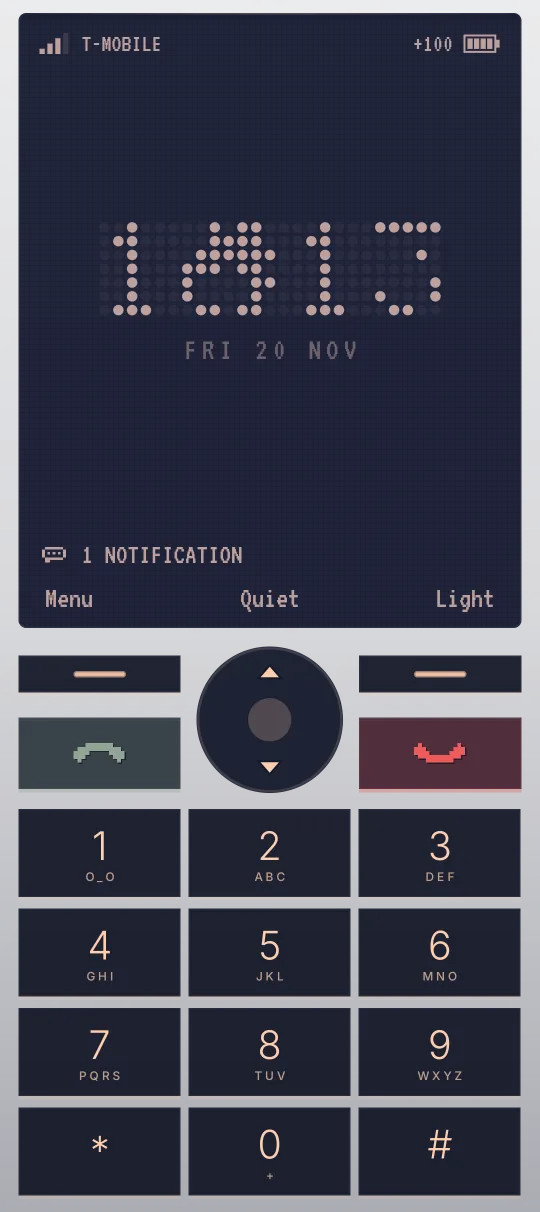 T-MOBILE +100
FRI 20 NOV
1 NOTIFICATION
Menu Quiet Light
1 2 3
O_O ABC DEF
4 5 6
GHI JKL MNO
7 8 9
PQRS TUV WXYZ
* 0 #
+